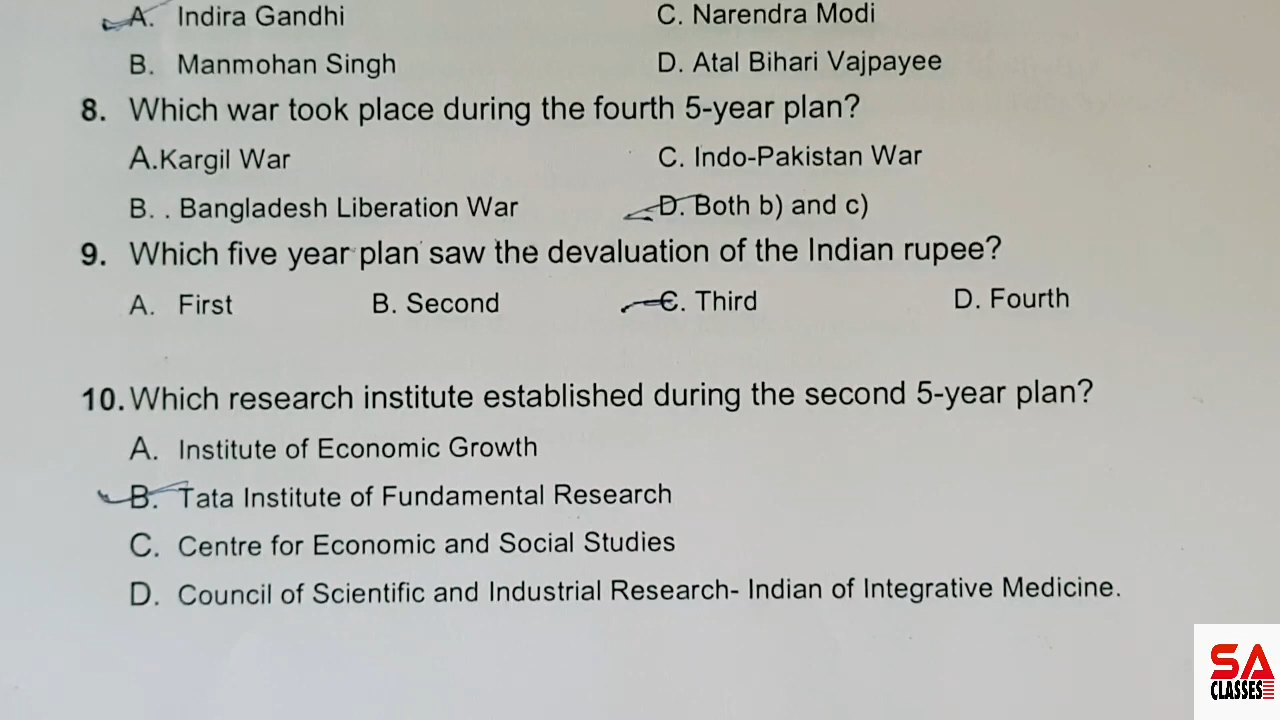 A. Indira Gandhi C. Narendra Modi
B. Manmohan Singh D. Atal Bihari Vajpayee
8. Which war took place during the fourth 5-year plan?
A.Kargil War C. Indo-Pakistan War
B. . Bangladesh Liberation War D. Both b) and c)
9. Which five year plan saw the devaluation of the Indian rupee?
A. First B. Second C. Third D. Fourth
10. Which research institute established during the second 5-year plan?
A. Institute of Economic Growth
B. Tata Institute of Fundamental Research
C. Centre for Economic and Social Studies
D. Council of Scientific and Industrial Research- Indian of Integrative Medicine.
SA
CLASSES